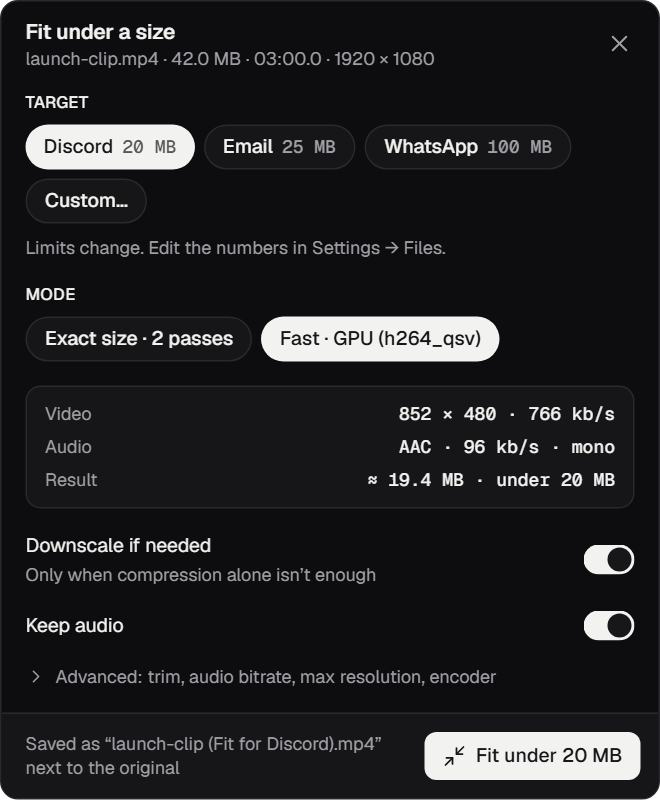 Fit under a size
launch-clip.mp4 · 42.0 MB · 03:00.0 · 1920 × 1080
TARGET
Discord 20 MB Email 25 MB WhatsApp 100 MB
Custom...
Limits change. Edit the numbers in Settings → Files.
MODE
Exact size · 2 passes Fast · GPU (h264_qsv)
Video 852 × 480 · 766 kb/s
Audio AAC · 96 kb/s · mono
Result ≈ 19.4 MB · under 20 MB
Downscale if needed
Only when compression alone isn’t enough
Keep audio
Advanced: trim, audio bitrate, max resolution, encoder
Saved as “launch-clip (Fit for Discord).mp4”
next to the original
Fit under 20 MB